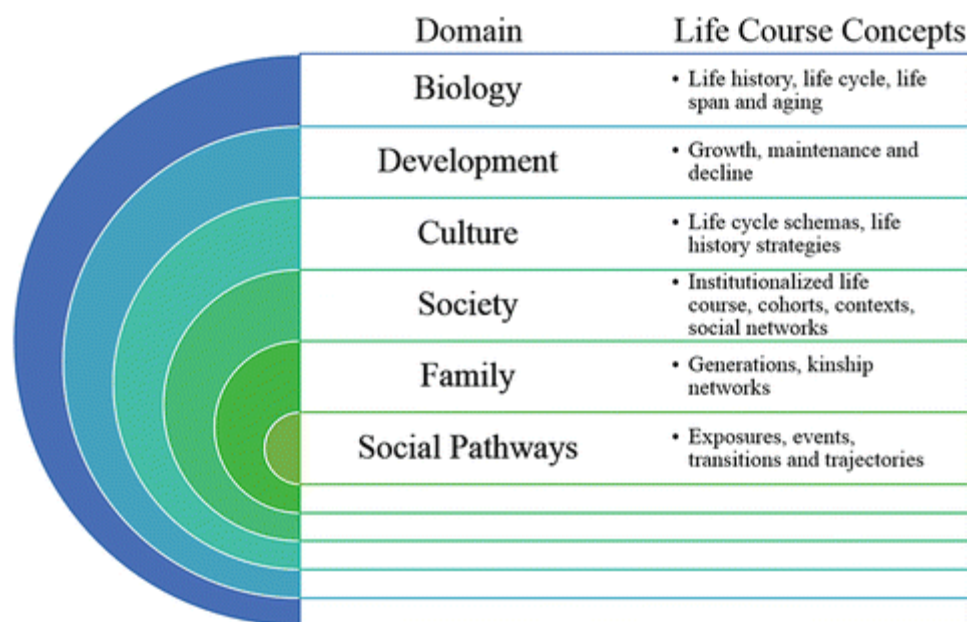 Domain
Life Course Concepts
Biology
• Life history, life cycle, life
span and aging
Development
• Growth, maintenance and
decline
Culture
• Life cycle schemas, life
history strategies
Society
• Institutionalized life
course, cohorts, contexts,
social networks
Family
• Generations, kinship
networks
Social Pathways
• Exposures, events,
transitions and trajectories